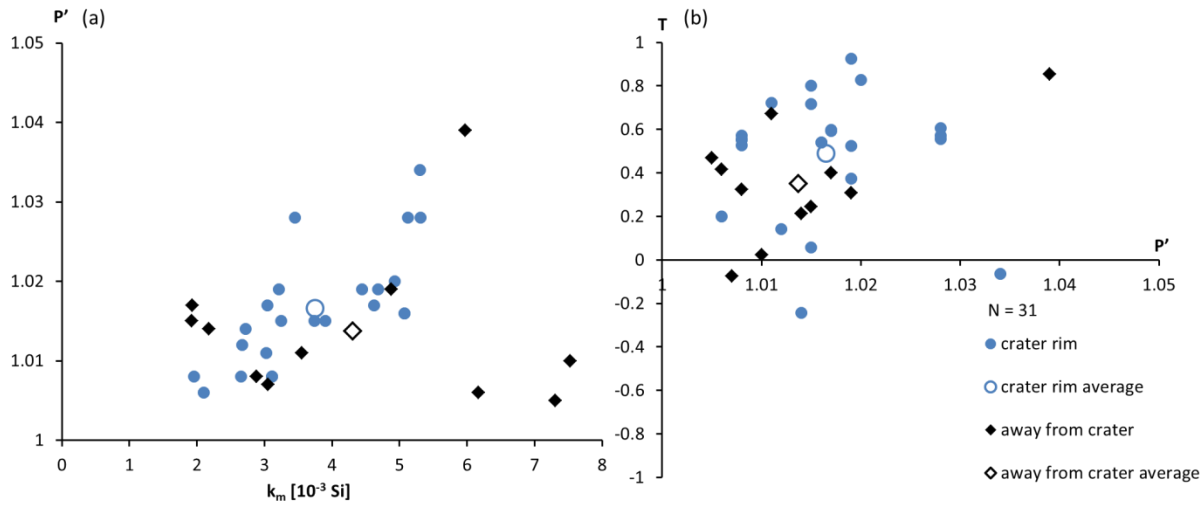 P’ (a)
1.05
1.04
1.03
1.02
1.01
1
0 1 2 3 4 5 6 7 8
km [10-3 Si]
T (b)
1
0.8
0.6
0.4
0.2
0
-0.2
-0.4
-0.6
-0.8
-1
P’
1 1.01 1.02 1.03 1.04 1.05
N = 31
crater rim
crater rim average
away from crater
away from crater average